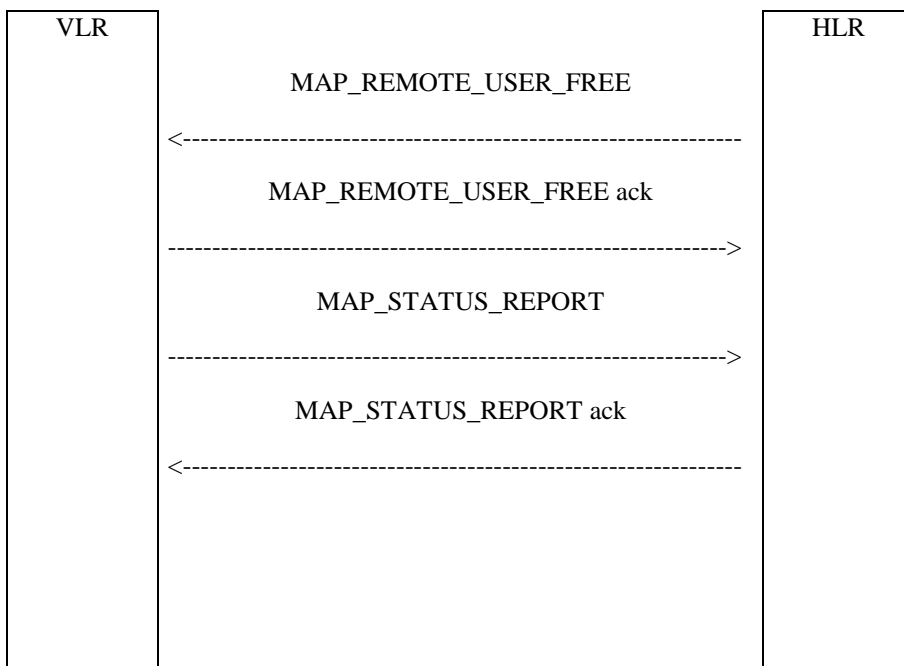 VLR
HLR
MAP_REMOTE_USER_FREE
<---------------------------------------------------------------
MAP_REMOTE_USER_FREE ack
--------------------------------------------------------------->
MAP_STATUS_REPORT
--------------------------------------------------------------->
MAP_STATUS_REPORT ack
<---------------------------------------------------------------